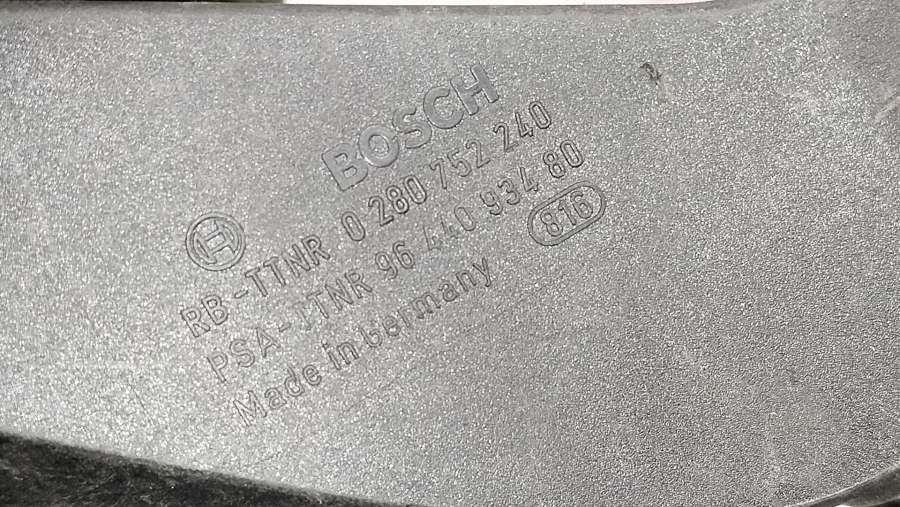 BOSCH
RB-TTNR 0 280 752 240
PSA-TTNR 96 440 934 80
816
Made in Germany